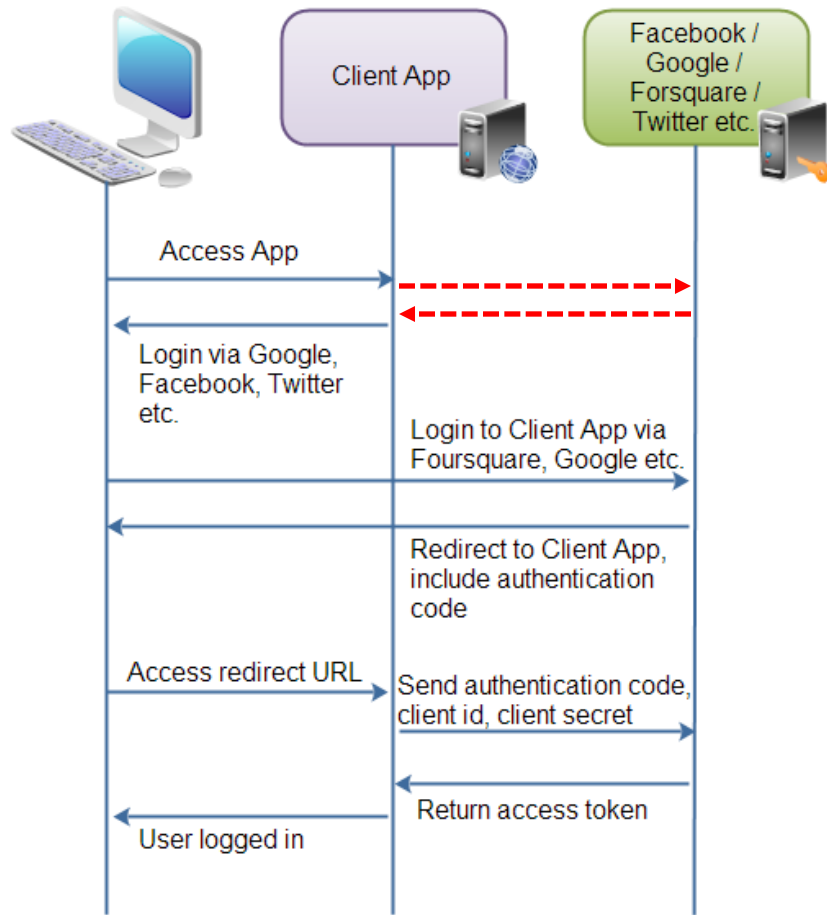 Client App
Facebook /
Google /
Forsquare /
Twitter etc.
Access App
Login via Google,
Facebook, Twitter
etc.
Login to Client App via
Foursquare, Google etc.
Redirect to Client App,
include authentication
code
Access redirect URL
Send authentication code,
client id, client secret
Return access token
User logged in